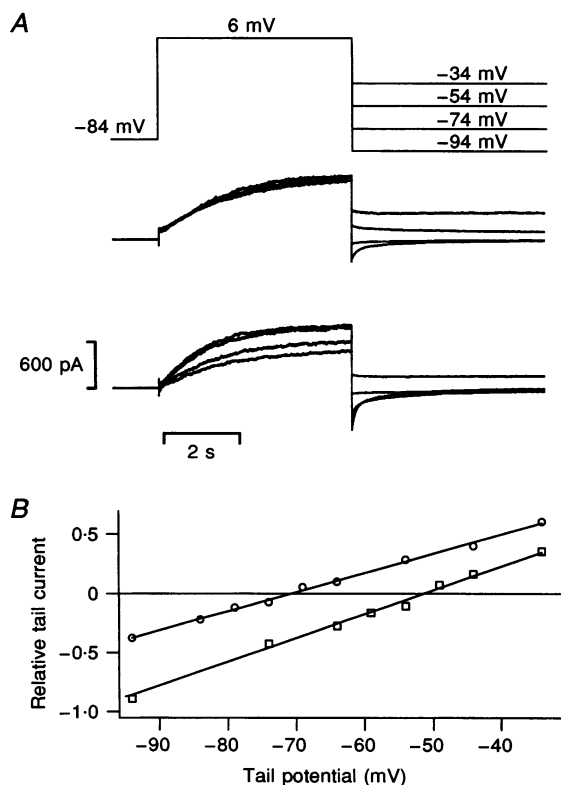 A
6 mV
−84 mV
−34 mV
−54 mV
−74 mV
−94 mV
600 pA
2 s
B
Relative tail current
0·5
0
−0·5
−1·0
−90 −80 −70 −60 −50 −40
Tail potential (mV)